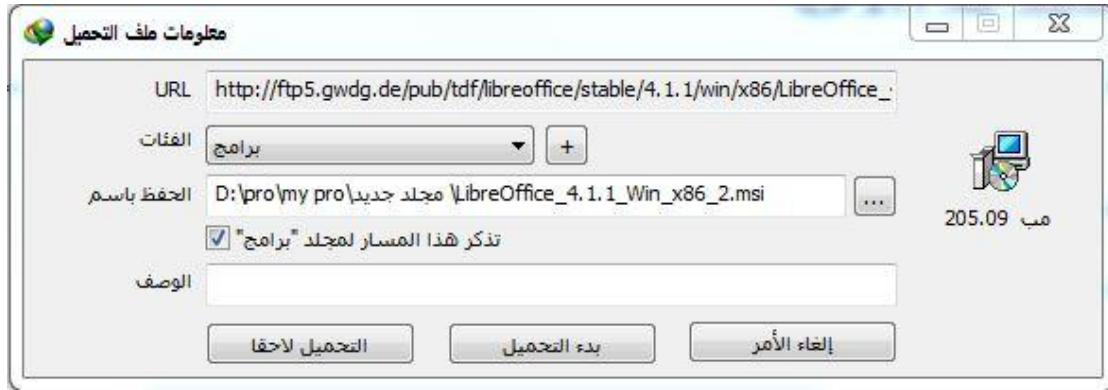 معلومات ملف التحميل
URL http://ftp5.gwdg.de/pub/tdf/libreoffice/stable/4.1.1/win/x86/LibreOffice_
الفئات برامج +
الحفظ باسم D:\pro\my pro\مجلد جديد \LibreOffice_4.1.1_Win_x86_2.msi ...
205.09 مب
تذكر هذا المسار لمجلد "برامج"
الوصف
التحميل لاحقا بدء التحميل إلغاء الأمر